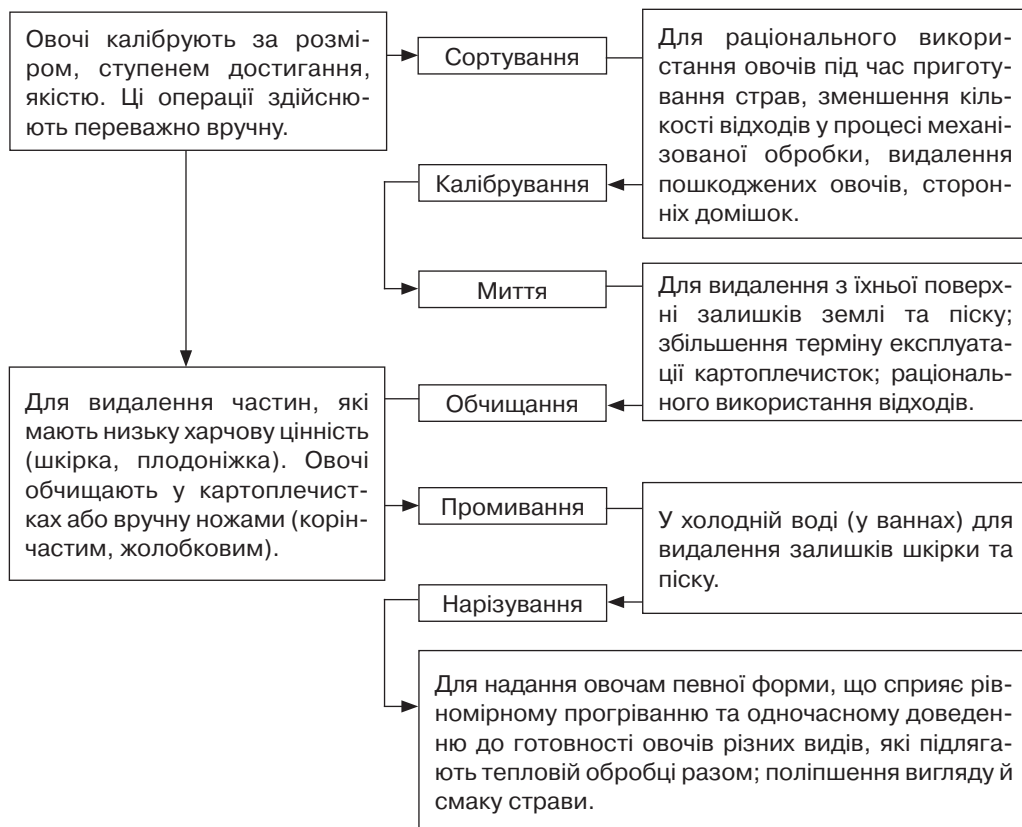 Овочі калібрують за розмі-
ром, ступенем достигання,
якістю. Ці операції здійсню-
ють переважно вручну.
Сортування
Для раціонального викори-
стання овочів під час приготу-
вання страв, зменшення кіль-
кості відходів у процесі механі-
зованої обробки, видалення
пошкоджених овочів, сторон-
ніх домішок.
Калібрування
Миття
Для видалення з їхньої поверх-
ні залишків землі та піску;
збільшення терміну експлуата-
ції картоплечисток; раціональ-
ного використання відходів.
Обчищання
Для видалення частин, які
мають низьку харчову цінність
(шкірка, плодоніжка). Овочі
обчищають у картоплечист-
ках або вручну ножами (корін-
частим, жолобковим).
Промивання
У холодній воді (у ваннах) для
видалення залишків шкірки та
піску.
Нарізування
Для надання овочам певної форми, що сприяє рів-
номірному прогріванню та одночасному доведен-
ню до готовності овочів різних видів, які підляга-
ють тепловій обробці разом; поліпшення вигляду й
смаку страви.